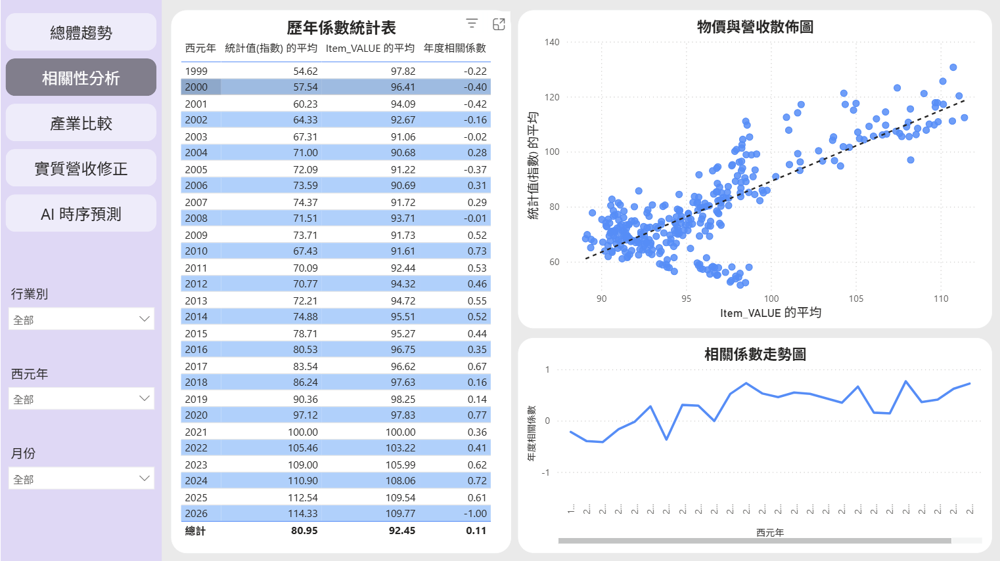 總體趨勢
相關性分析
產業比較
實質營收修正
AI 時序預測
行業別
全部
西元年
全部
月份
全部
歷年係數統計表
西元年 統計值(指數) 的平均 Item_VALUE 的平均 年度相關係數
1999 54.62 97.82 -0.22
2000 57.54 96.41 -0.40
2001 60.23 94.09 -0.42
2002 64.33 92.67 -0.16
2003 67.31 91.06 -0.02
2004 71.00 90.68 0.28
2005 72.09 91.22 -0.37
2006 73.59 90.69 0.31
2007 74.37 91.72 0.29
2008 71.51 93.71 -0.01
2009 73.71 91.73 0.52
2010 67.43 91.61 0.73
2011 70.09 92.44 0.53
2012 70.77 94.32 0.46
2013 72.21 94.72 0.55
2014 74.88 95.51 0.52
2015 78.71 95.27 0.44
2016 80.53 96.75 0.35
2017 83.54 96.62 0.67
2018 86.24 97.63 0.16
2019 90.36 98.25 0.14
2020 97.12 97.83 0.77
2021 100.00 100.00 0.36
2022 105.46 103.22 0.41
2023 109.00 105.99 0.62
2024 110.90 108.06 0.72
2025 112.54 109.54 0.61
2026 114.33 109.77 -1.00
總計 80.95 92.45 0.11
物價與營收散佈圖
統計值(指數) 的平均
140
120
100
80
60
90 95 100 105 110
Item_VALUE 的平均
相關係數走勢圖
年度相關係數
1
0
-1
1... 2... 2... 2... 2... 2... 2... 2... 2... 2... 2... 2... 2... 2... 2... 2... 2... 2... 2... 2... 2... 2... 2... 2... 2... 2...
西元年